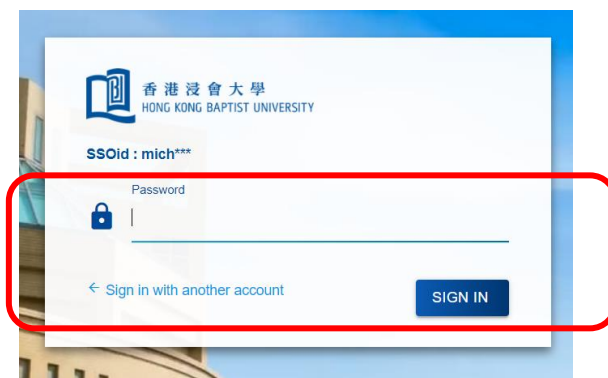 香港浸會大學
HONG KONG BAPTIST UNIVERSITY
SSOid : mich***
Password
← Sign in with another account
SIGN IN